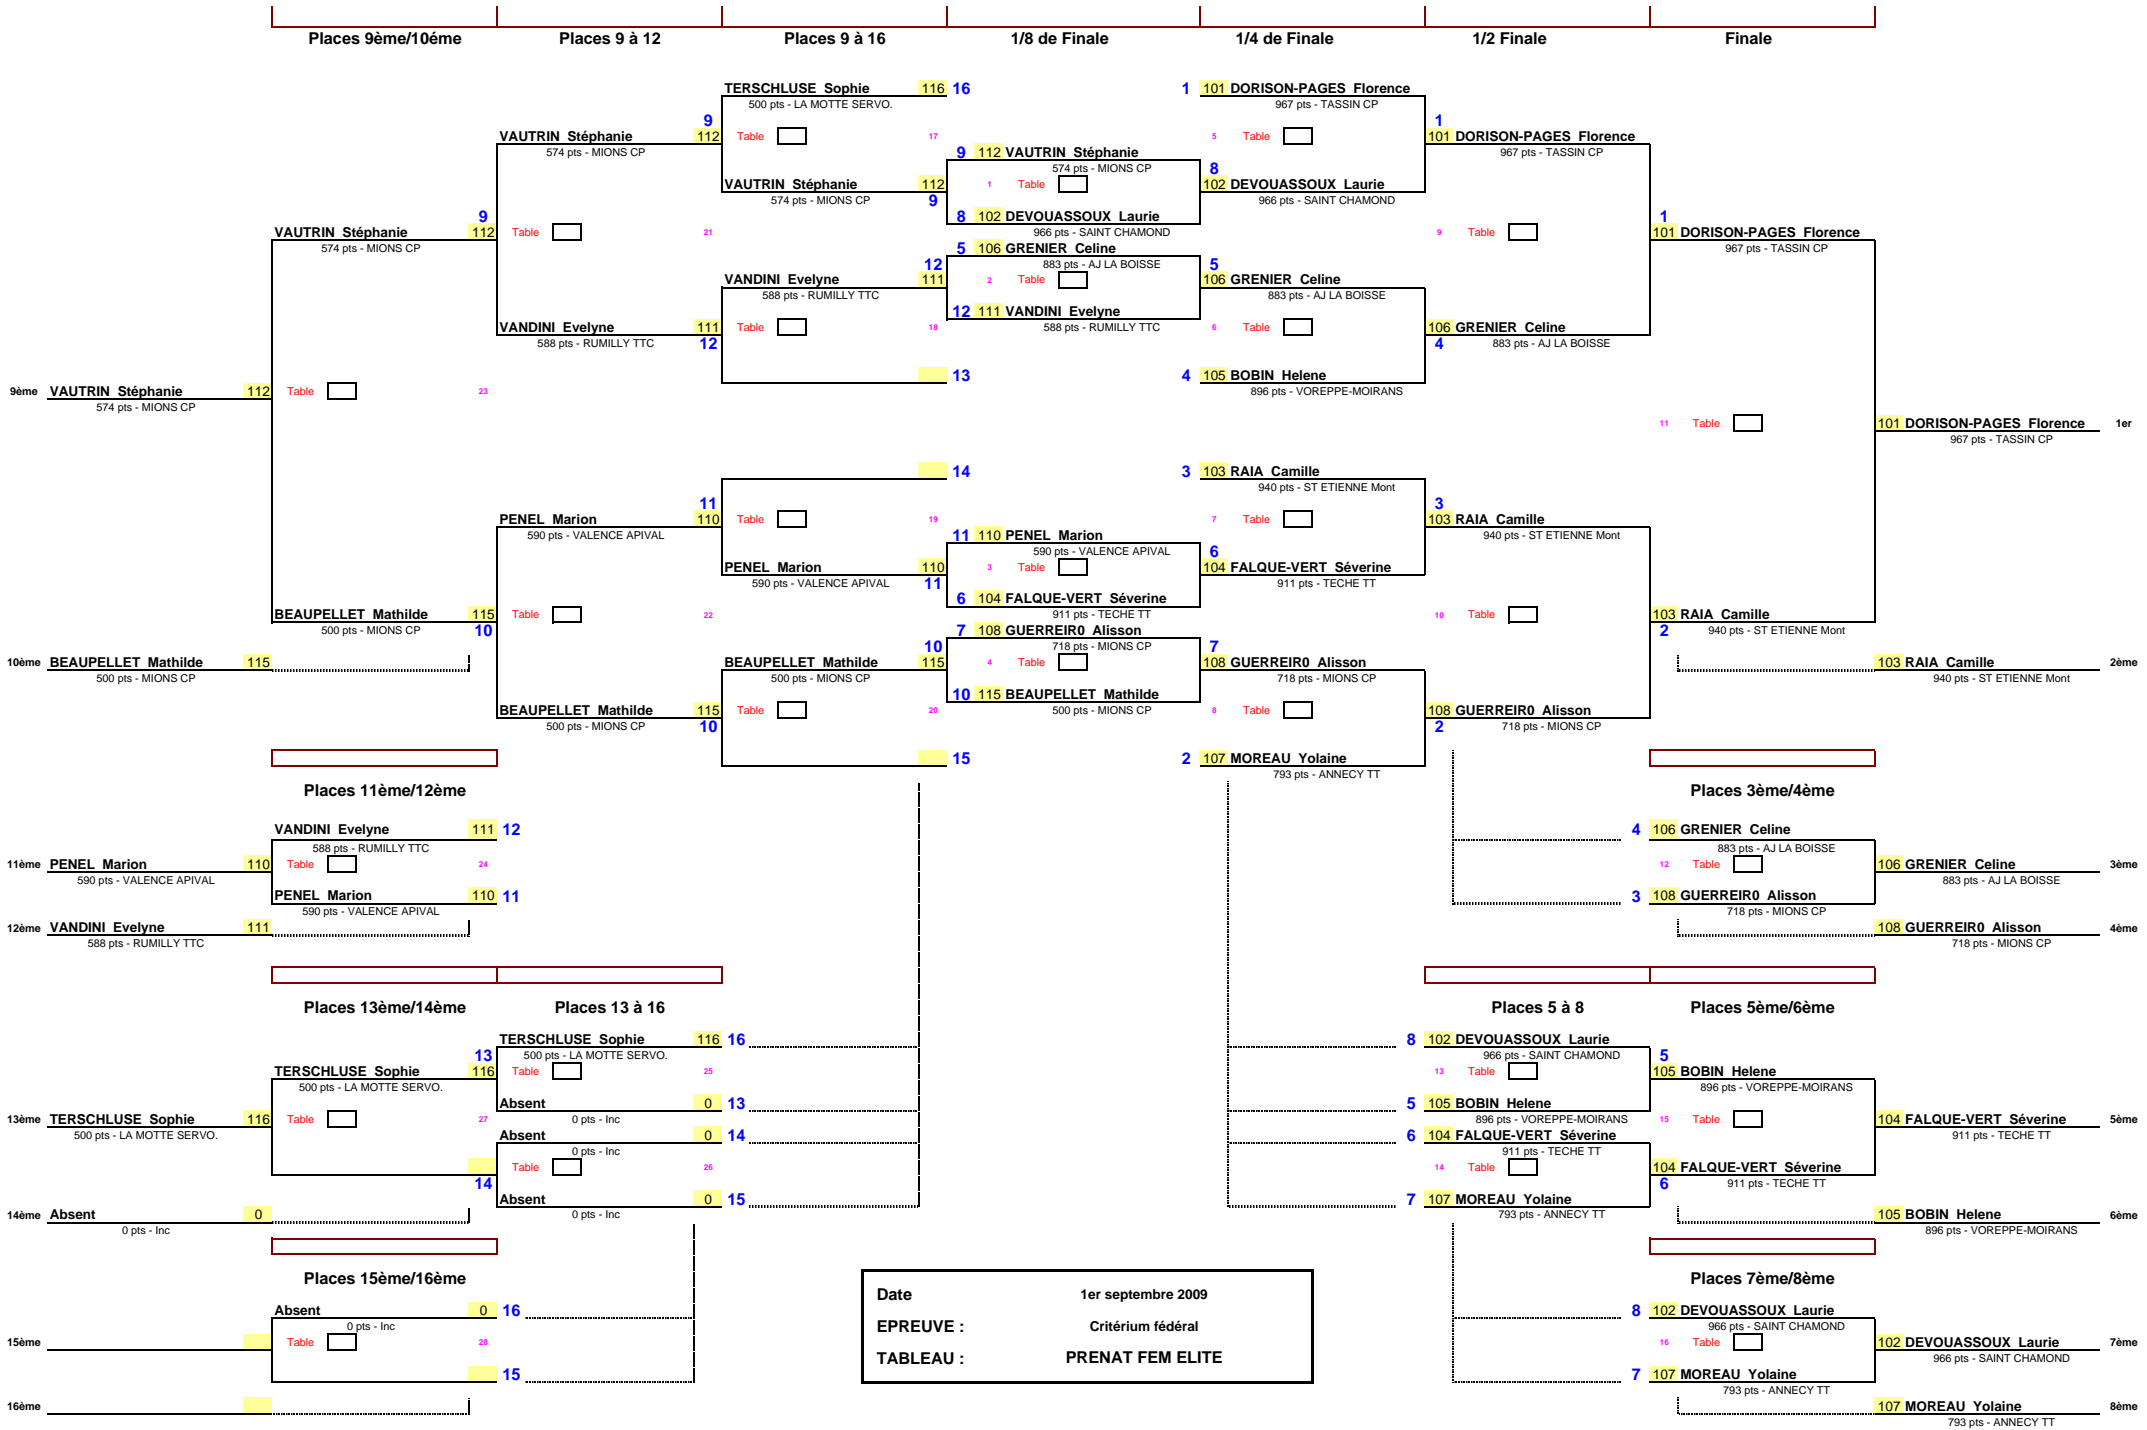 Places 9ème/10éme Places 9 à 12 Places 9 à 16 1/8 de Finale 1/4 de Finale 1/2 Finale Finale
TERSCHLUSE Sophie 116 16 1 101 DORISON-PAGES Florence
500 pts - LA MOTTE SERVO. 967 pts - TASSIN CP
9 1
VAUTRIN Stéphanie 112 Table 17 5 Table 101 DORISON-PAGES Florence
574 pts - MIONS CP 9 112 VAUTRIN Stéphanie 967 pts - TASSIN CP
574 pts - MIONS CP 8
VAUTRIN Stéphanie 112 1 Table 102 DEVOUASSOUX Laurie
574 pts - MIONS CP 9 966 pts - SAINT CHAMOND
9 8 102 DEVOUASSOUX Laurie 1
VAUTRIN Stéphanie 112 Table 21 966 pts - SAINT CHAMOND 9 Table 101 DORISON-PAGES Florence
574 pts - MIONS CP 5 106 GRENIER Celine 967 pts - TASSIN CP
12 883 pts - AJ LA BOISSE 5
VANDINI Evelyne 111 2 Table 106 GRENIER Celine
588 pts - RUMILLY TTC 883 pts - AJ LA BOISSE
12 111 VANDINI Evelyne
VANDINI Evelyne 111 Table 18 588 pts - RUMILLY TTC 6 Table 106 GRENIER Celine
588 pts - RUMILLY TTC 12 4 883 pts - AJ LA BOISSE
13 4 105 BOBIN Helene
9ème VAUTRIN Stéphanie 112 Table 23 896 pts - VOREPPE-MOIRANS
574 pts - MIONS CP
11 Table 101 DORISON-PAGES Florence 1er
967 pts - TASSIN CP
14 3 103 RAIA Camille
940 pts - ST ETIENNE Mont
11 3
PENEL Marion 110 Table 19 7 Table 103 RAIA Camille
590 pts - VALENCE APIVAL 11 110 PENEL Marion 940 pts - ST ETIENNE Mont
590 pts - VALENCE APIVAL 6
PENEL Marion 110 3 Table 104 FALQUE-VERT Séverine
590 pts - VALENCE APIVAL 11 911 pts - TECHE TT
6 104 FALQUE-VERT Séverine
BEAUPELLET Mathilde 115 Table 22 911 pts - TECHE TT 10 Table 103 RAIA Camille
500 pts - MIONS CP 10 7 108 GUERREIR0 Alisson 2 940 pts - ST ETIENNE Mont
10 718 pts - MIONS CP 7
10ème BEAUPELLET Mathilde 115 BEAUPELLET Mathilde 115 4 Table 108 GUERREIR0 Alisson 103 RAIA Camille 2ème
500 pts - MIONS CP 500 pts - MIONS CP 718 pts - MIONS CP 940 pts - ST ETIENNE Mont
10 115 BEAUPELLET Mathilde
BEAUPELLET Mathilde 115 Table 20 500 pts - MIONS CP 8 Table 108 GUERREIR0 Alisson
500 pts - MIONS CP 10 2 718 pts - MIONS CP
15 2 107 MOREAU Yolaine
793 pts - ANNECY TT
Places 11ème/12ème Places 3ème/4ème
VANDINI Evelyne 111 12 4 106 GRENIER Celine
588 pts - RUMILLY TTC 883 pts - AJ LA BOISSE
11ème PENEL Marion 110 Table 24 12 Table 106 GRENIER Celine 3ème
590 pts - VALENCE APIVAL 883 pts - AJ LA BOISSE
PENEL Marion 110 11 3 108 GUERREIR0 Alisson
590 pts - VALENCE APIVAL 718 pts - MIONS CP
12ème VANDINI Evelyne 111 108 GUERREIR0 Alisson 4ème
588 pts - RUMILLY TTC 718 pts - MIONS CP
Places 13ème/14ème Places 13 à 16 Places 5 à 8 Places 5ème/6ème
TERSCHLUSE Sophie 116 16 8 102 DEVOUASSOUX Laurie
13 500 pts - LA MOTTE SERVO. 966 pts - SAINT CHAMOND 5
TERSCHLUSE Sophie 116 Table 25 13 Table 105 BOBIN Helene
500 pts - LA MOTTE SERVO. 896 pts - VOREPPE-MOIRANS
Absent 0 13 5 105 BOBIN Helene
13ème TERSCHLUSE Sophie 116 Table 27 0 pts - Inc 896 pts - VOREPPE-MOIRANS 15 Table 104 FALQUE-VERT Séverine 5ème
500 pts - LA MOTTE SERVO. Absent 0 14 6 104 FALQUE-VERT Séverine 911 pts - TECHE TT
0 pts - Inc 911 pts - TECHE TT
Table 26 14 Table 104 FALQUE-VERT Séverine
14 6 911 pts - TECHE TT
Absent 0 15 7 107 MOREAU Yolaine
14ème Absent 0 0 pts - Inc 793 pts - ANNECY TT 105 BOBIN Helene 6ème
0 pts - Inc 896 pts - VOREPPE-MOIRANS
Places 15ème/16ème Places 7ème/8ème
Date 1er septembre 2009
Absent 0 16 8 102 DEVOUASSOUX Laurie
0 pts - Inc EPREUVE : Critérium fédéral 966 pts - SAINT CHAMOND
15ème Table 28 16 Table 102 DEVOUASSOUX Laurie 7ème
TABLEAU : PRENAT FEM ELITE 966 pts - SAINT CHAMOND
15 7 107 MOREAU Yolaine
793 pts - ANNECY TT
16ème 107 MOREAU Yolaine 8ème
793 pts - ANNECY TT